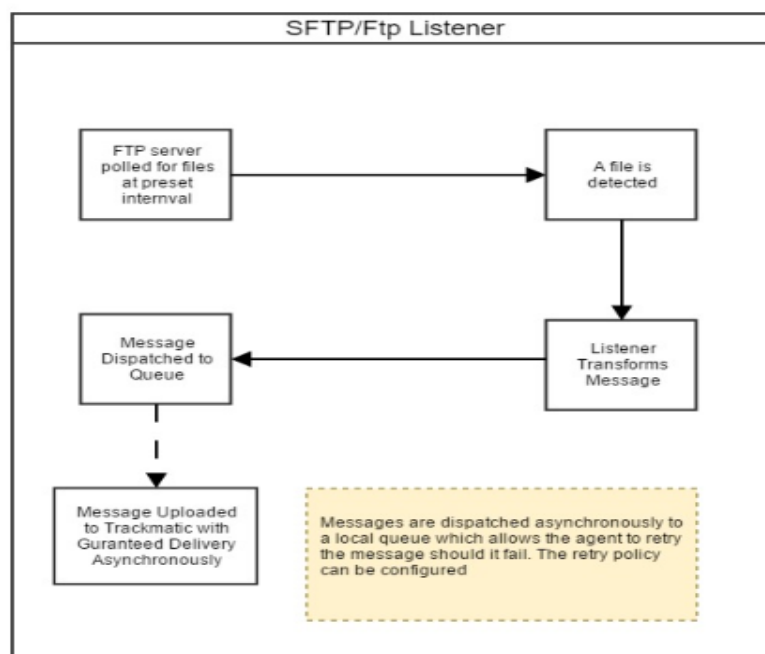 SFTP/Ftp Listener
FTP server
polled for files
at preset
internval
A file is
detected
Listener
Transforms
Message
Message
Dispatched to
Queue
Message Uploaded
to Trackmatic with
Guranteed Delivery
Asynchronously
Messages are dispatched asynchronously to
a local queue which allows the agent to retry
the message should it fail. The retry policy
can be configured